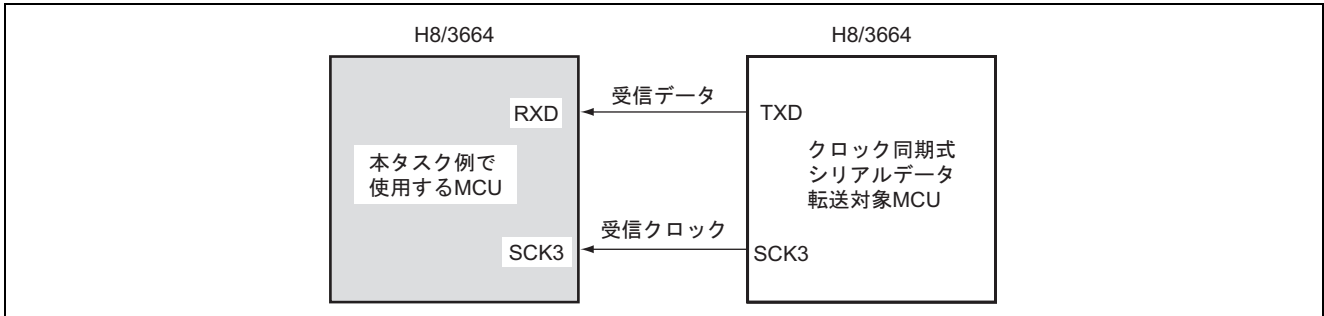 H8/3664
H8/3664
受信データ
RXD
TXD
本タスク例で
使用するMCU
クロック同期式
シリアルデータ
転送対象MCU
受信クロック
SCK3
SCK3